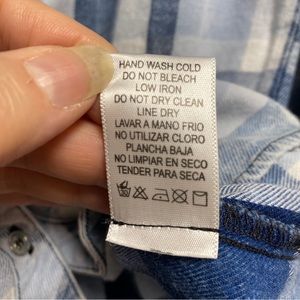 HAND WASH COLD
DO NOT BLEACH
LOW IRON
DO NOT DRY CLEAN
LINE DRY
LAVAR A MANO FRIO
NO UTILIZAR CLORO
PLANCHA BAJA
NO LIMPIAR EN SECO
TENDER PARA SECA